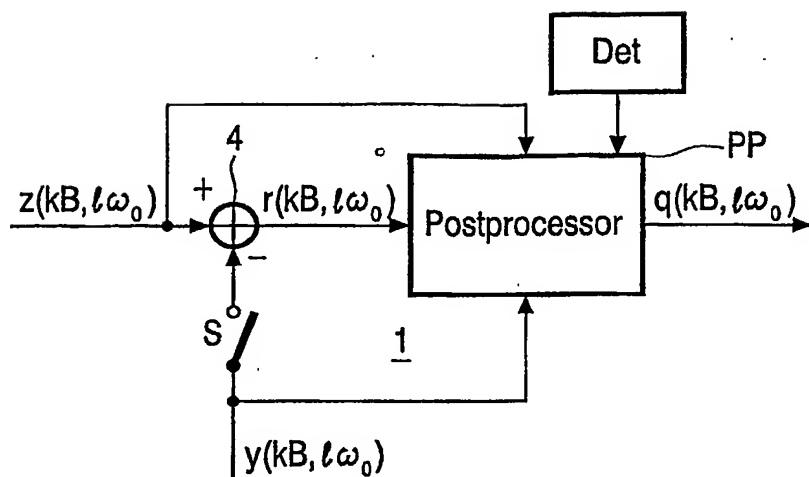 Det
4
PP
z(kB, ℓω₀)
+
r(kB, ℓω₀)
Postprocessor
q(kB, ℓω₀)
−
S
1
y(kB, ℓω₀)